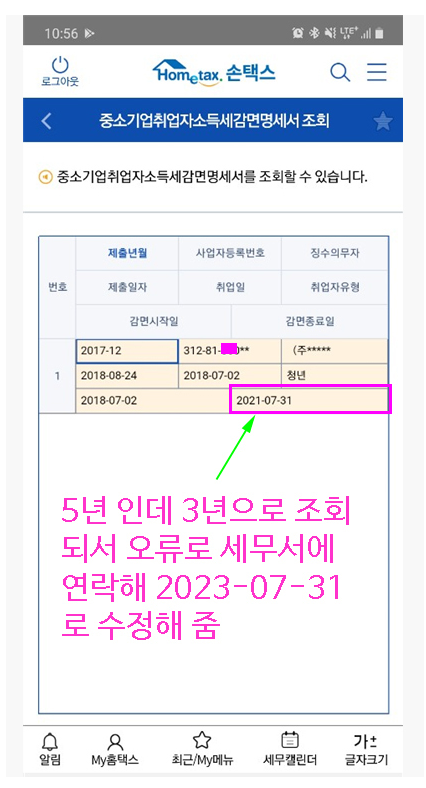 10:56
LTE+
로그아웃
Hometax. 손택스
중소기업취업자소득세감면명세서 조회
중소기업취업자소득세감면명세서를 조회할 수 있습니다.
번호
제출년월 사업자등록번호 징수의무자
제출일자 취업일 취업자유형
감면시작일 감면종료일
1
2017-12 312-81- 0** (주*****
2018-08-24 2018-07-02 청년
2018-07-02 2021-07-31
5년 인데 3년으로 조회
되서 오류로 세무서에
연락해 2023-07-31
로 수정해 줌
알림 My홈택스 최근/My메뉴 세무캘린더 글자크기
가±